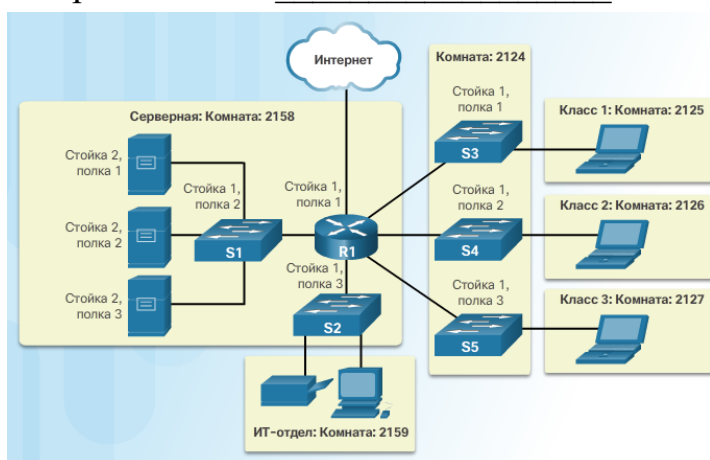 Интернет
Комната: 2124
Стойка 1,
полка 1
S3
Класс 1: Комната: 2125
Серверная: Комната: 2158
Стойка 2,
полка 1
Стойка 1,
полка 2
Стойка 1,
полка 1
Стойка 1,
полка 2
S4
Класс 2: Комната: 2126
Стойка 2,
полка 2
S1
R1
Стойка 1,
полка 3
Стойка 1,
полка 3
S5
Класс 3: Комната: 2127
Стойка 2,
полка 3
S2
ИТ-отдел: Комната: 2159